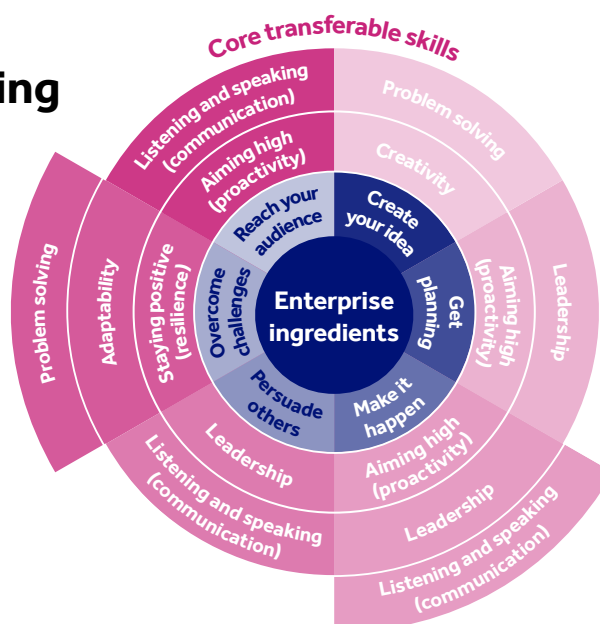 Core transferable skills
ing
Enterprise
ingredients
Create
your idea
Creativity
Problem solving
Get
planning
Aiming high
(proactivity)
Leadership
Make it
happen
Aiming high
(proactivity)
Leadership
Listening and speaking
(communication)
Persuade
others
Leadership
Listening and speaking
(communication)
Overcome
challenges
Staying positive
(resilience)
Adaptability
Problem solving
Reach your
audience
Aiming high
(proactivity)
Listening and speaking
(communication)